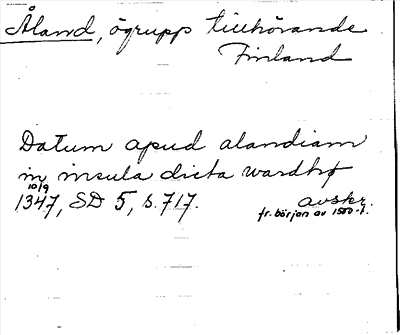 Åland, ögrupp tillhörande
Finland
Datum apud alandiam
in insula dicta wardhø
10/9
1347, SD 5, s. 717.
avskr.
fr. början av 1500-t.